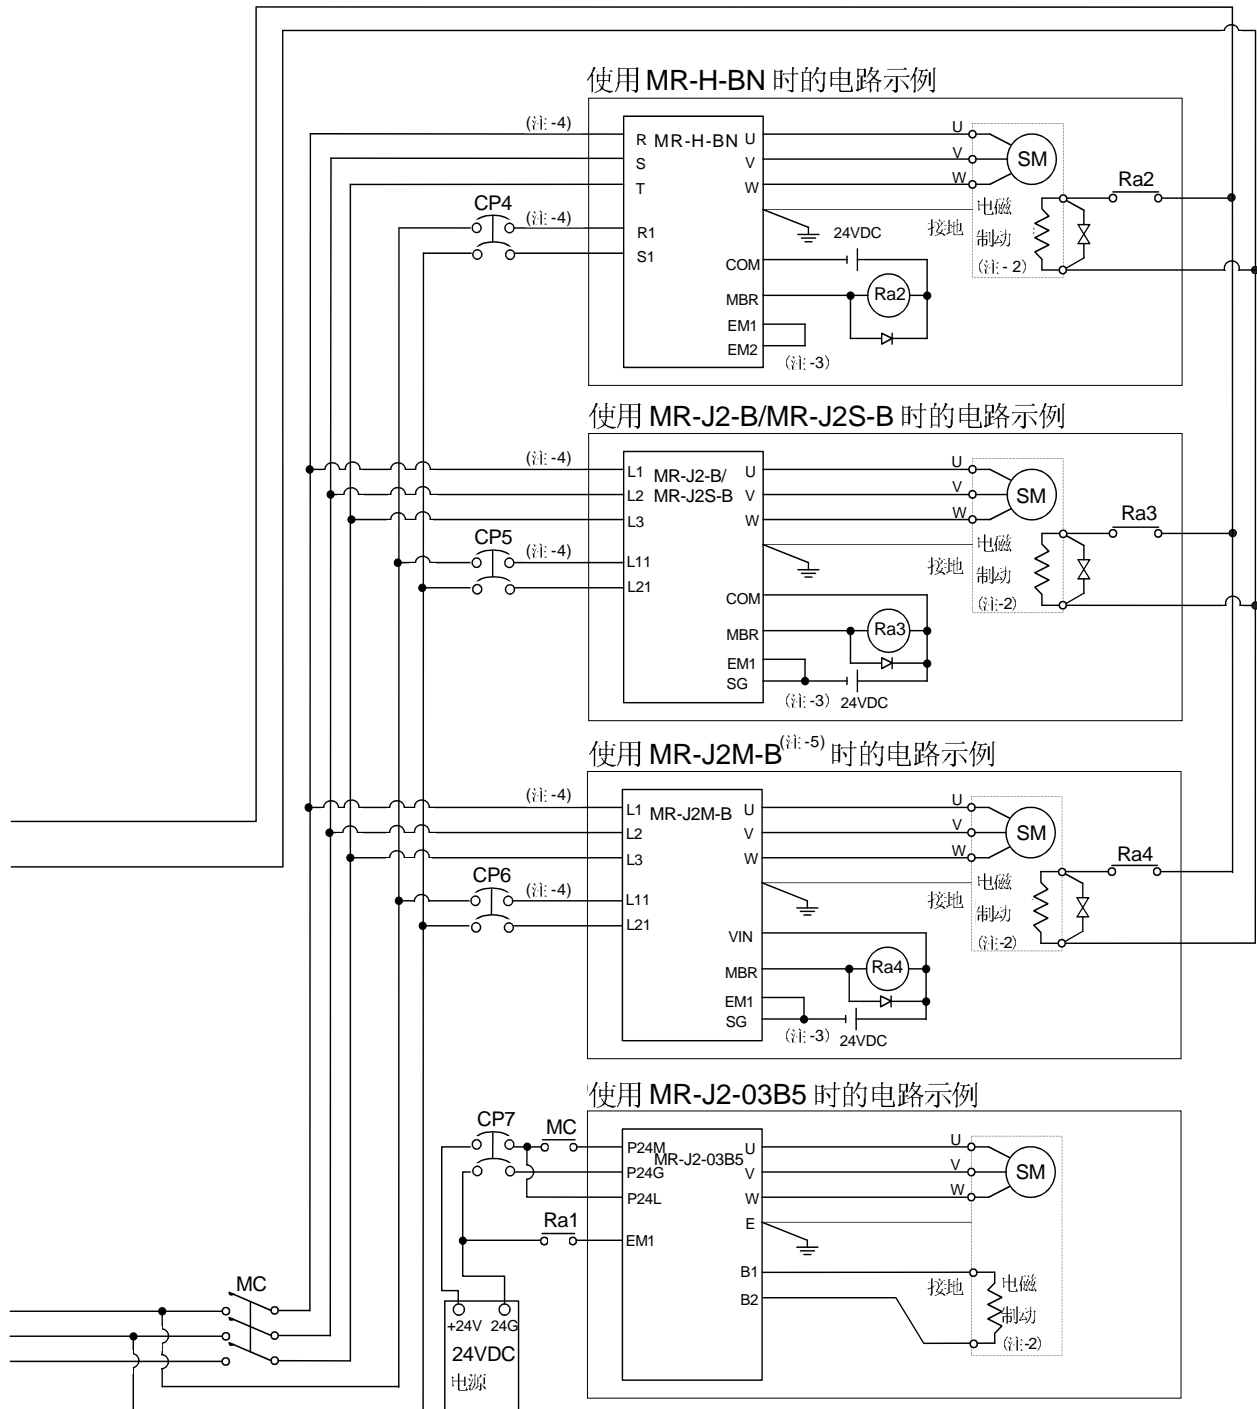 使用 MR-H-BN 时的电路示例
(注-4)
R MR-H-BN U
S V
T W
CP4
(注-4)
R1
S1
COM
MBR
EM1
EM2
24VDC
Ra2
(注-3)
接地
U
V
W
SM
电磁
制动
(注-2)
Ra2
使用 MR-J2-B/MR-J2S-B 时的电路示例
(注-4)
L1 MR-J2-B/ U
L2 MR-J2S-B V
L3 W
CP5
(注-4)
L11
L21
COM
MBR
EM1
SG
Ra3
(注-3) 24VDC
接地
U
V
W
SM
电磁
制动
(注-2)
Ra3
使用 MR-J2M-B(注-5) 时的电路示例
(注-4)
L1 MR-J2M-B U
L2 V
L3 W
CP6
(注-4)
L11
L21
VIN
MBR
EM1
SG
Ra4
(注-3) 24VDC
接地
U
V
W
SM
电磁
制动
(注-2)
Ra4
使用 MR-J2-03B5 时的电路示例
CP7
MC
P24M U
MR-J2-03B5
P24G V
P24L W
E
Ra1
EM1
B1
B2
接地
U
V
W
SM
电磁
制动
(注-2)
MC
+24V 24G
24VDC
电源